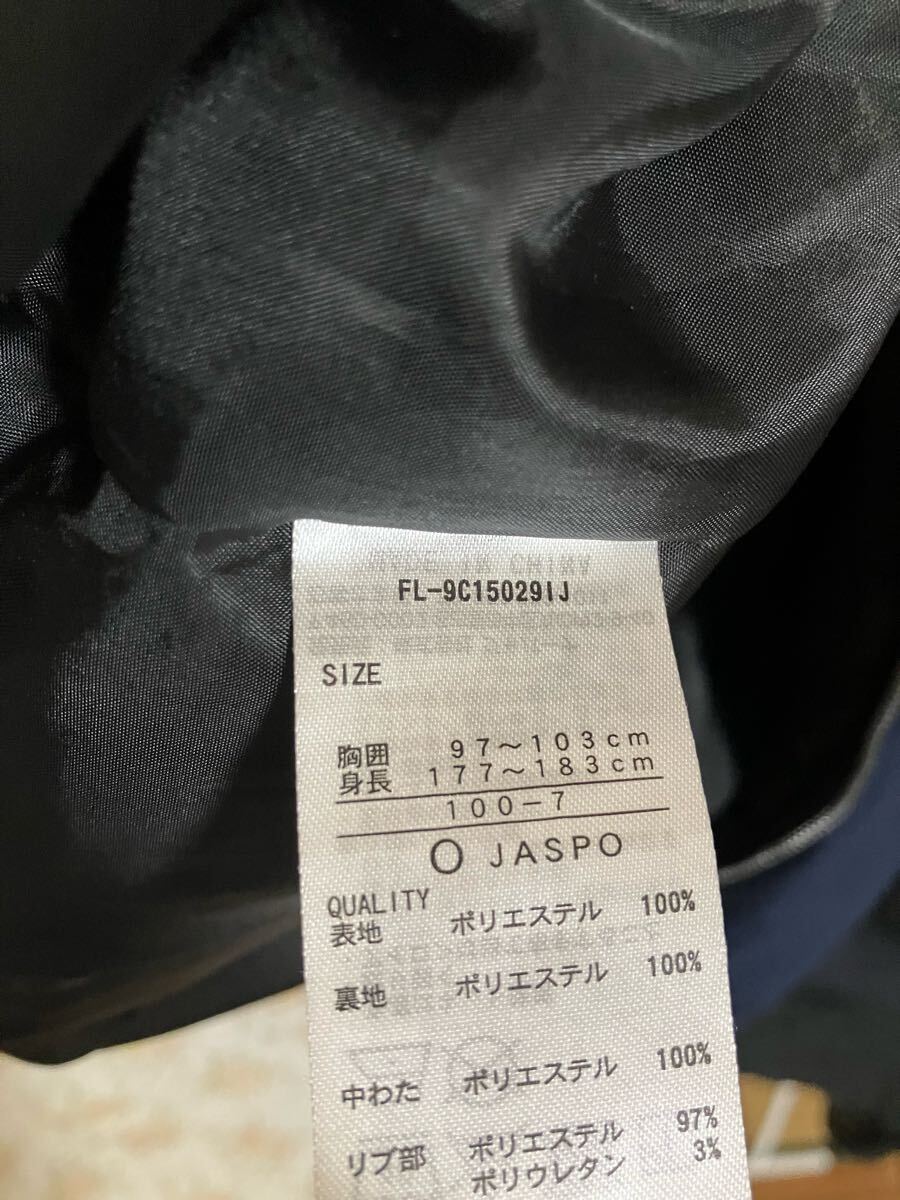 FL-9C15029IJ
SIZE
胸囲 97~103cm
身長 177~183cm
100-7
O JASPO
QUALITY
表地 ポリエステル 100%
裏地 ポリエステル 100%
中わた ポリエステル 100%
リブ部 ポリエステル 97%
ポリウレタン 3%